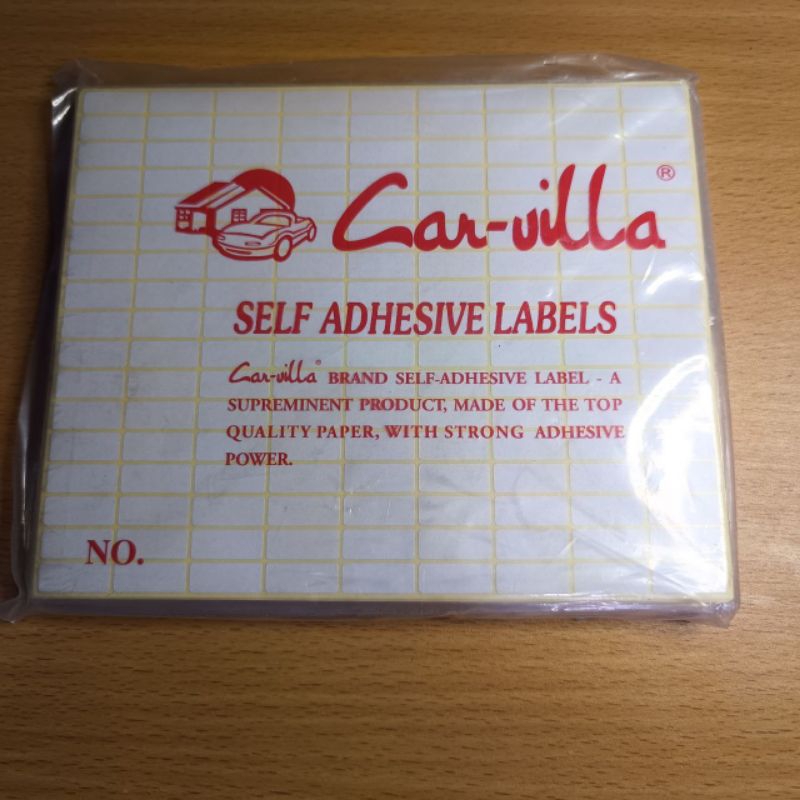 Car-villa ®
SELF ADHESIVE LABELS
Car-villa® BRAND SELF-ADHESIVE LABEL - A
SUPREMINENT PRODUCT, MADE OF THE TOP
QUALITY PAPER, WITH STRONG ADHESIVE
POWER.
NO.